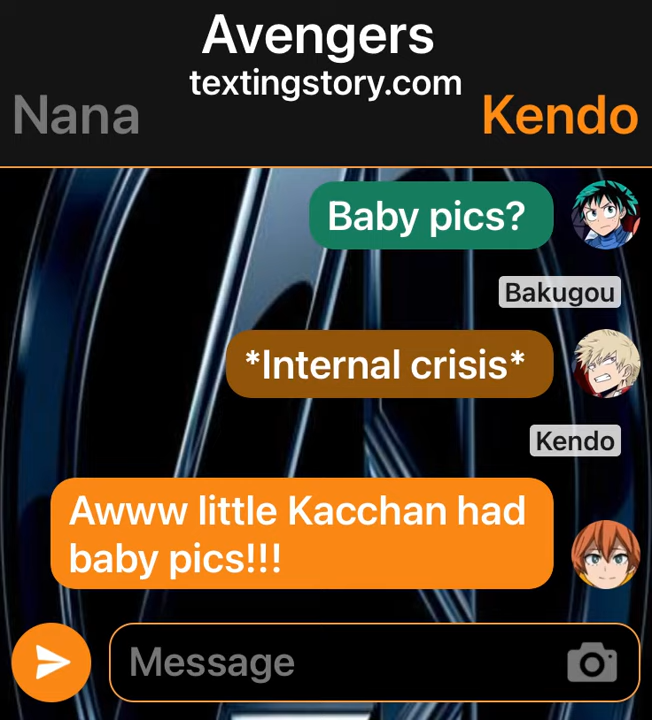 Avengers
textingstory.com
Nana
Kendo
Baby pics?
Bakugou
*Internal crisis*
Kendo
Awww little Kacchan had
baby pics!!!
Message